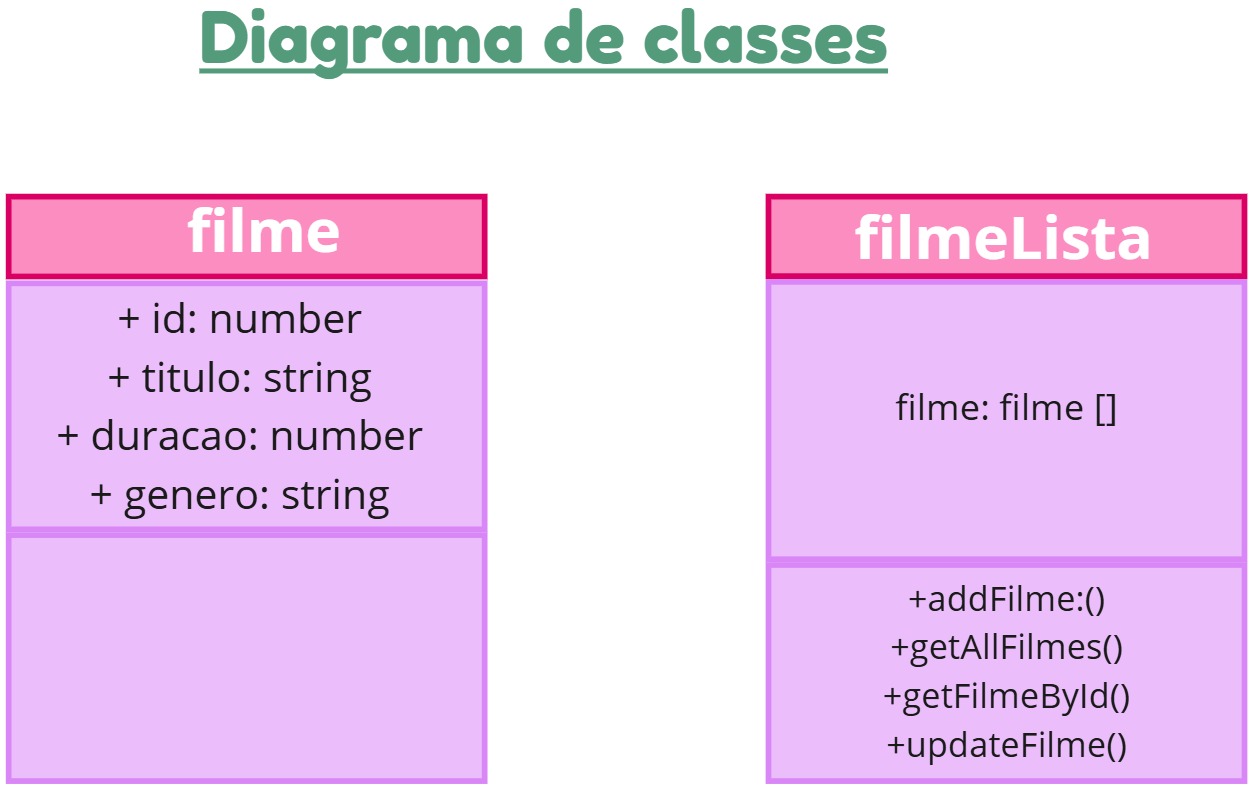 Diagrama de classes
filme
+ id: number
+ titulo: string
+ duracao: number
+ genero: string
filmeLista
filme: filme []
+addFilme:()
+getAllFilmes()
+getFilmeById()
+updateFilme()